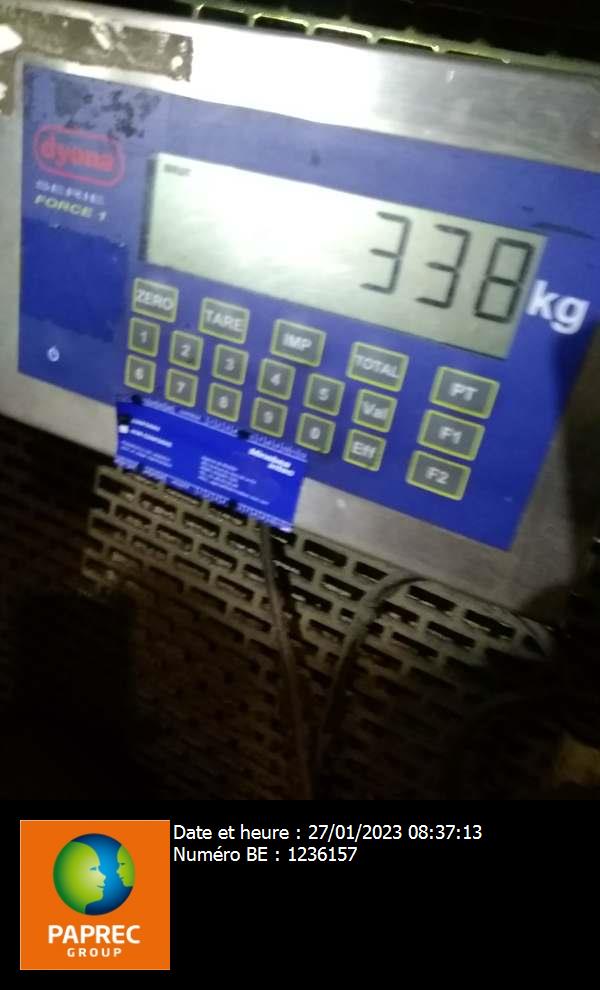 dyona
SERIE
FORCE 1
338
kg
ZERO
TARE
IMP
TOTAL
PT
1
2
3
4
5
Val
F1
6
7
8
9
0
Eff
F2
Date et heure : 27/01/2023 08:37:13
Numéro BE : 1236157
PAPREC
GROUP